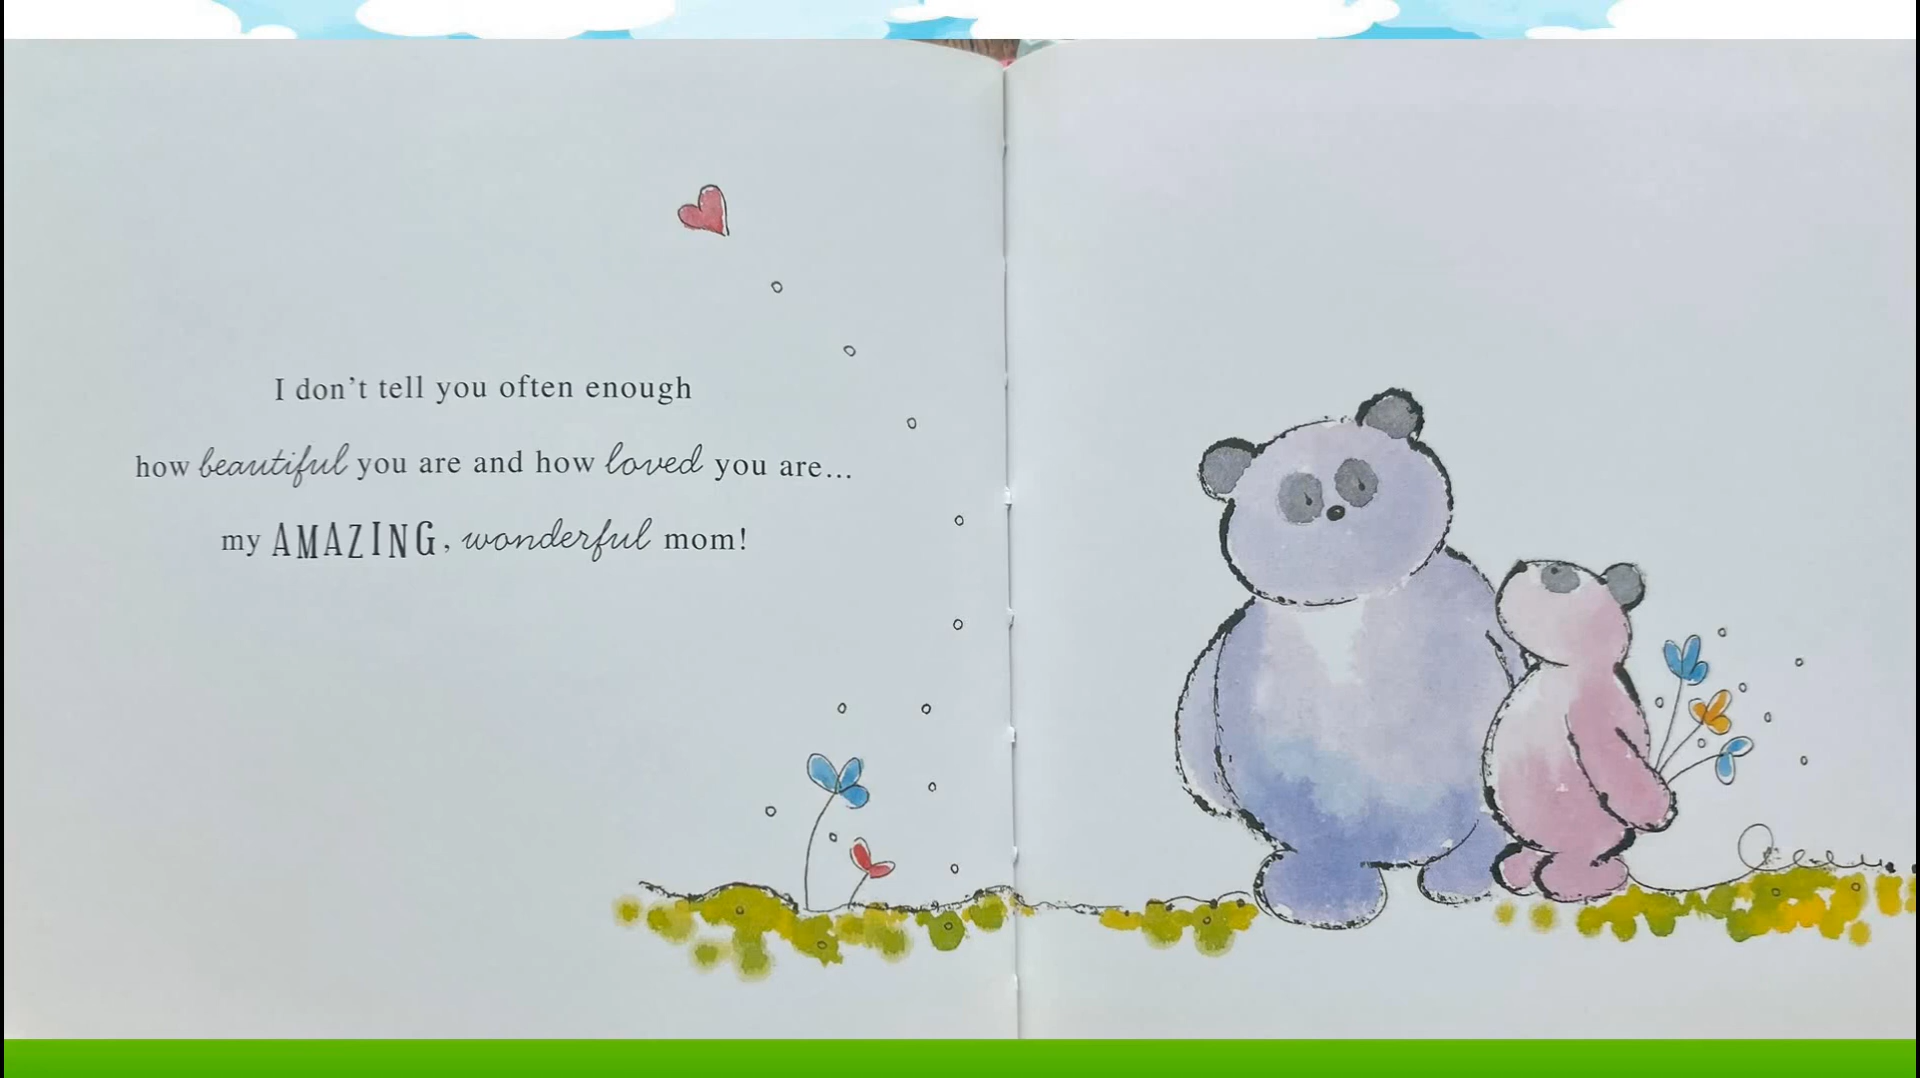 I don't tell you often enough
how beautiful you are and how loved you are...
my AMAZING, wonderful mom!